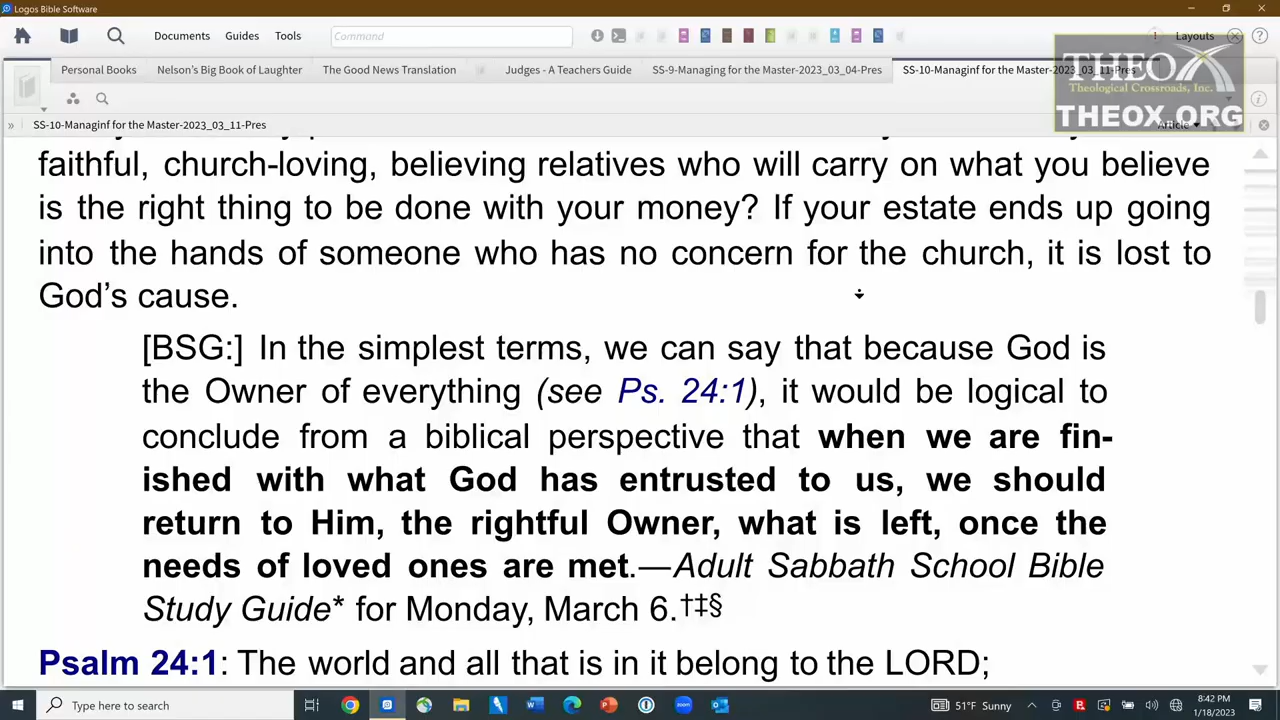 Logos Bible Software
Documents Guides Tools Command Layouts
Personal Books Nelson's Big Book of Laughter The Go Judges - A Teachers Guide SS-9-Managing for the Master-2023_03_04-Pres SS-10-Managinf for the Master-2023_03_11-Pres
THEOX
Theological Crossroads, Inc.
THEOX.ORG
SS-10-Managinf for the Master-2023_03_11-Pres Article
faithful, church-loving, believing relatives who will carry on what you believe
is the right thing to be done with your money? If your estate ends up going
into the hands of someone who has no concern for the church, it is lost to
God's cause.
[BSG:] In the simplest terms, we can say that because God is
the Owner of everything (see Ps. 24:1), it would be logical to
conclude from a biblical perspective that when we are fin-
ished with what God has entrusted to us, we should
return to Him, the rightful Owner, what is left, once the
needs of loved ones are met.—Adult Sabbath School Bible
Study Guide* for Monday, March 6.†‡§
Psalm 24:1: The world and all that is in it belong to the LORD;
Type here to search 51°F Sunny 8:42 PM
1/18/2023